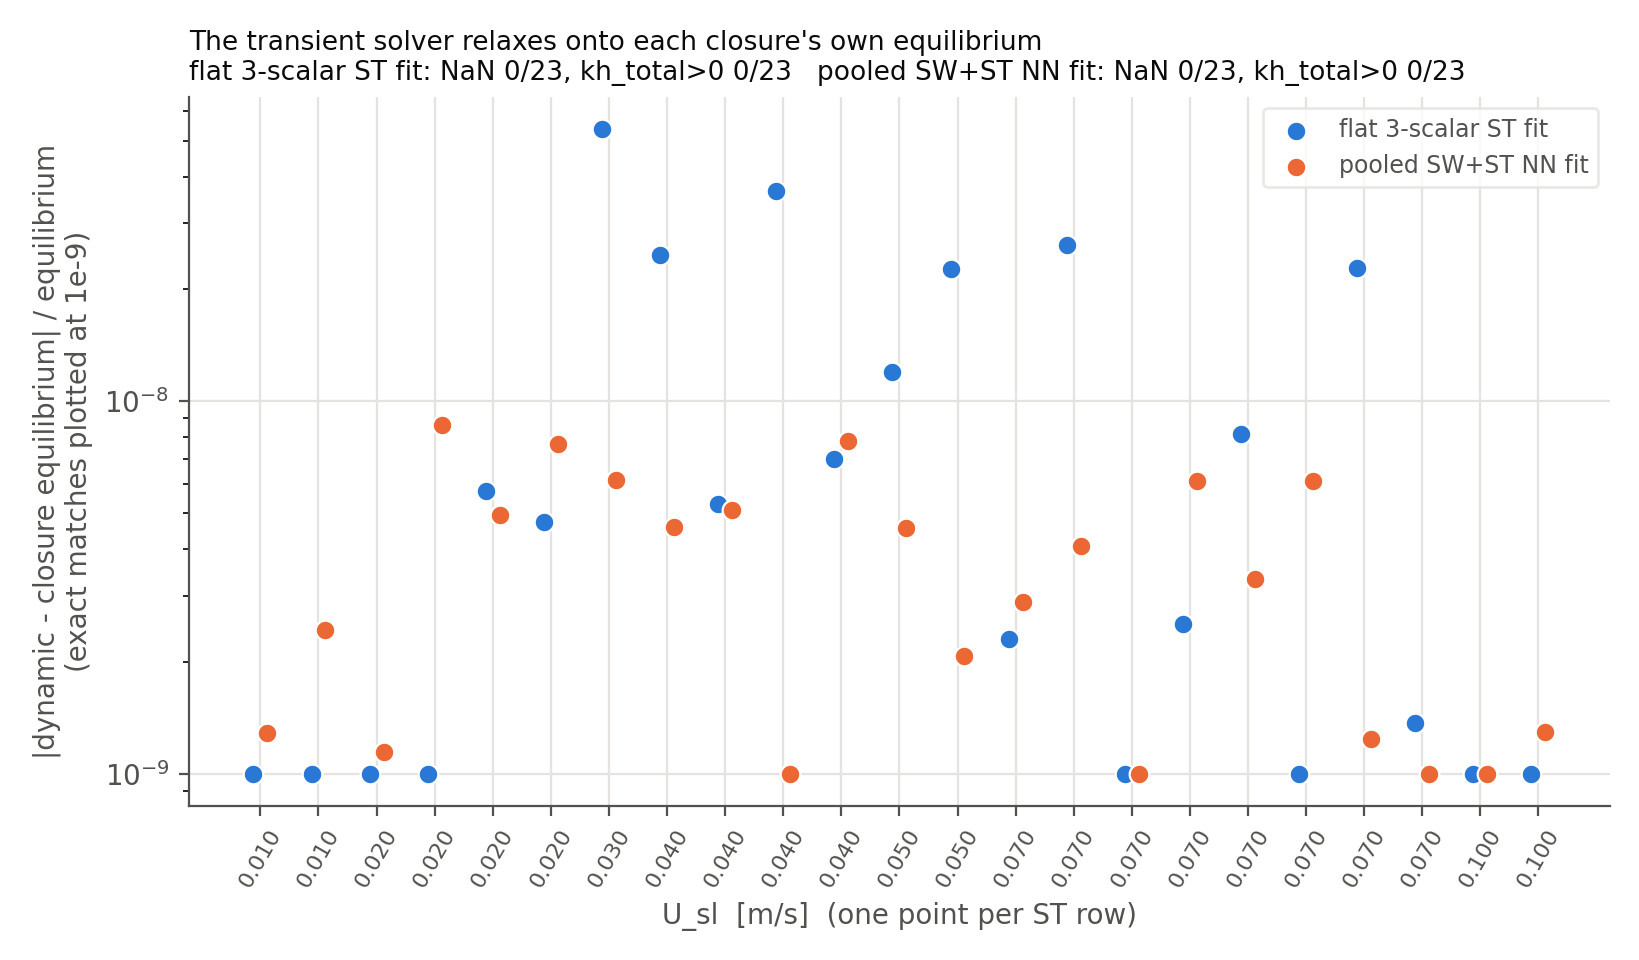 The transient solver relaxes onto each closure's own equilibrium
flat 3-scalar ST fit: NaN 0/23, kh_total>0 0/23   pooled SW+ST NN fit: NaN 0/23, kh_total>0 0/23
flat 3-scalar ST fit
pooled SW+ST NN fit
|dynamic - closure equilibrium| / equilibrium
(exact matches plotted at 1e-9)
10⁻⁸
10⁻⁹
0.010 0.010 0.020 0.020 0.020 0.020 0.030 0.040 0.040 0.040 0.040 0.050 0.050 0.070 0.070 0.070 0.070 0.070 0.070 0.070 0.070 0.100 0.100
U_sl  [m/s]  (one point per ST row)